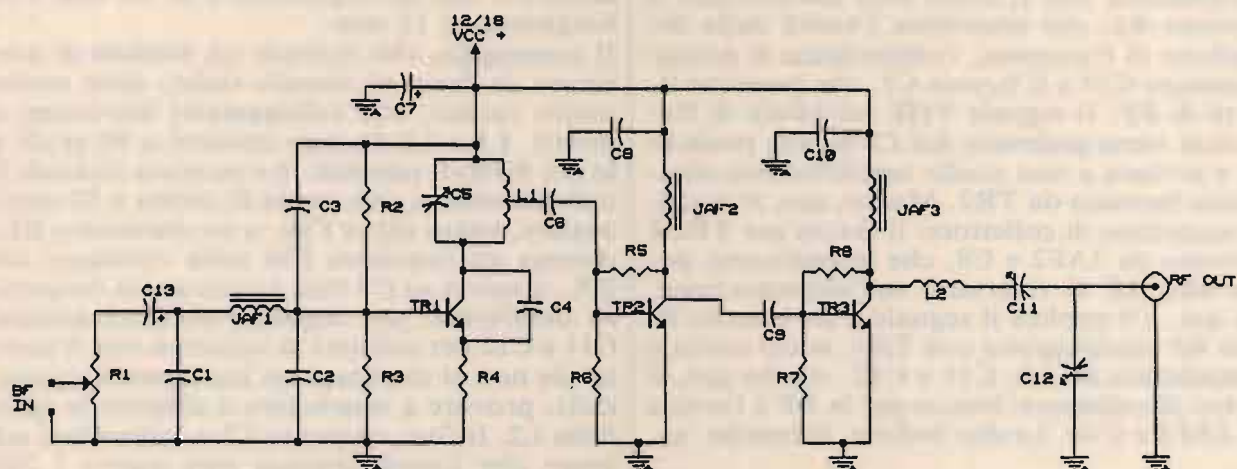 12/18
VCC +
C7
C8
C10
C3
R2
C5
L1
C6
JAF2
JAF3
R5
R8
C13
JAF1
TR1
C4
TR2
C9
TR3
L2
C11
RF OUT
R1
C1
C2
R3
R4
R6
R7
C12
BF
IN